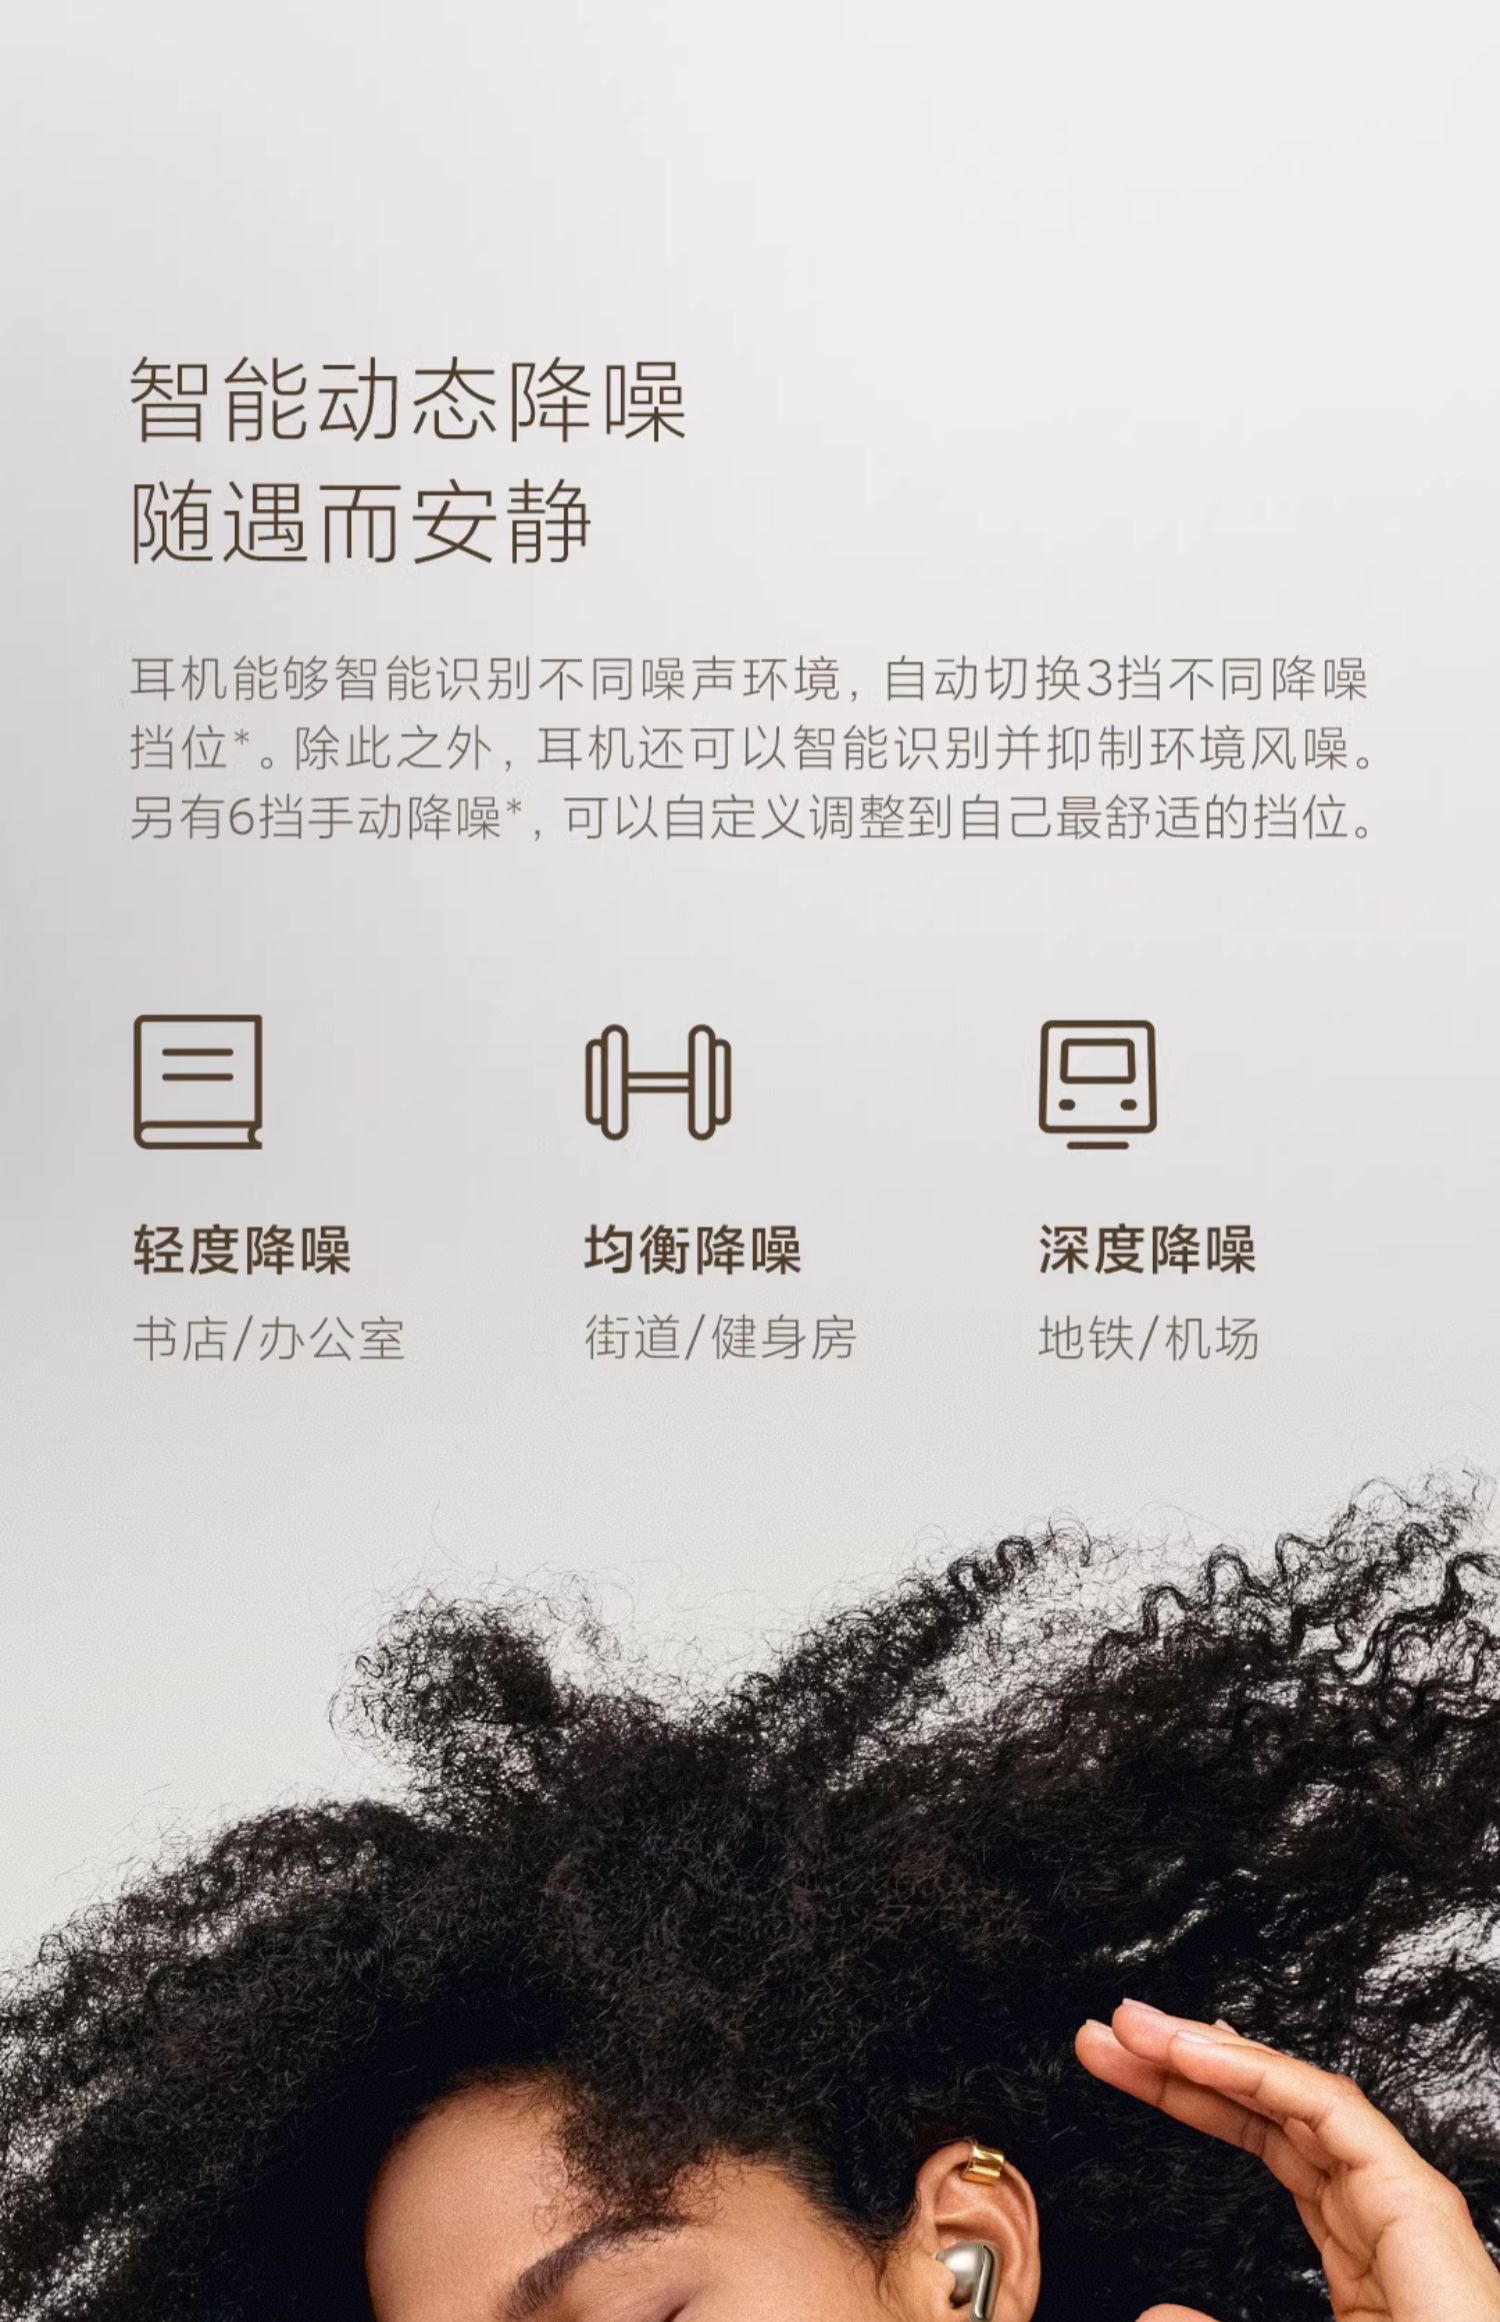 智能动态降噪
随遇而安静
耳机能够智能识别不同噪声环境，自动切换3挡不同降噪
挡位*。除此之外，耳机还可以智能识别并抑制环境风噪。
另有6挡手动降噪*，可以自定义调整到自己最舒适的挡位。
轻度降噪 均衡降噪 深度降噪
书店/办公室 街道/健身房 地铁/机场